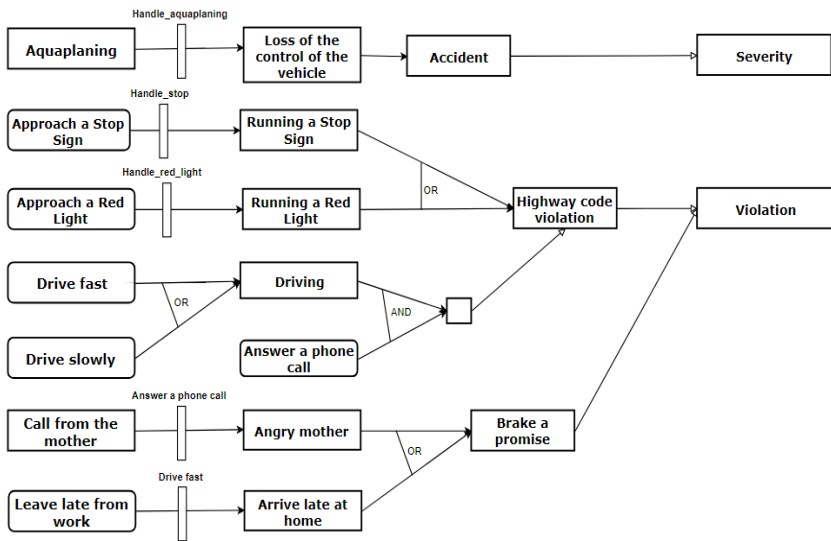 Handle_aquaplaning
Aquaplaning
Loss of the
control of the
vehicle
Accident
Severity
Handle_stop
Approach a Stop
Sign
Running a Stop
Sign
Handle_red_light
OR
Approach a Red
Light
Running a Red
Light
Highway code
violation
Violation
Drive fast
OR
Driving
AND
Drive slowly
Answer a phone
call
Answer a phone call
Call from the
mother
Angry mother
OR
Brake a
promise
Drive fast
Leave late from
work
Arrive late at
home